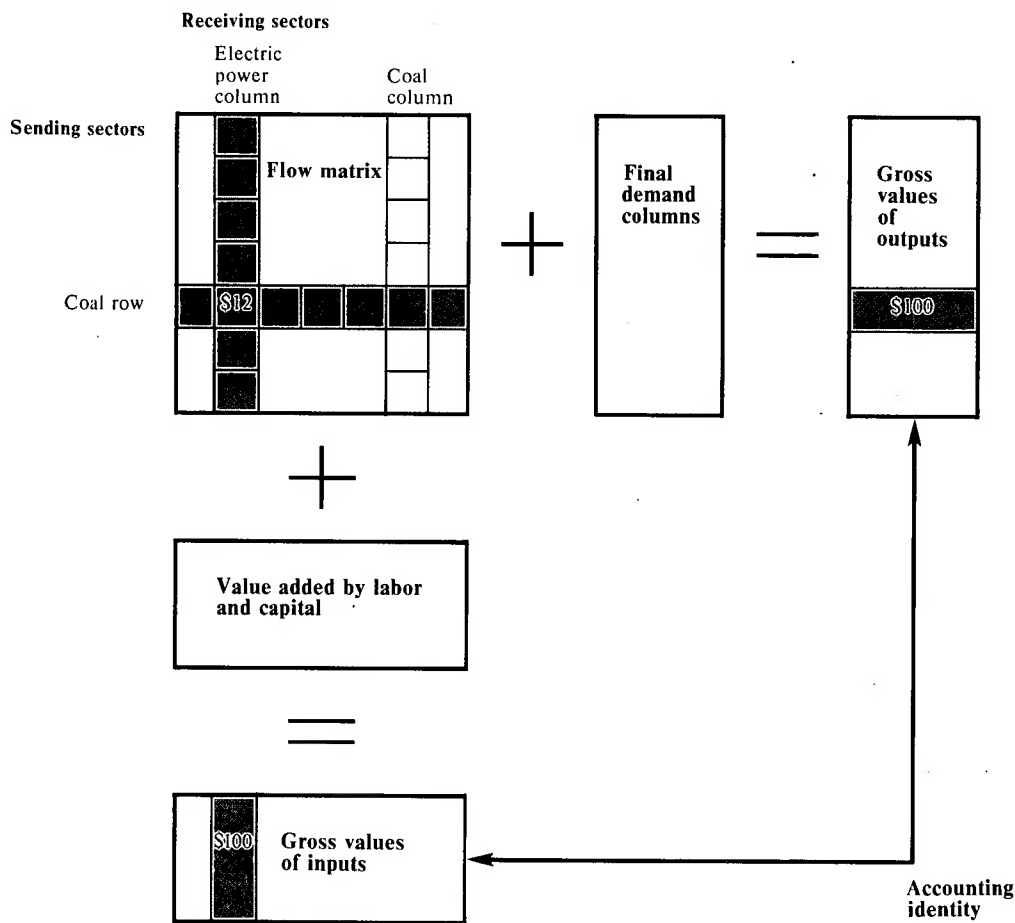 Receiving sectors
Electric
power
column
Coal
column
Sending sectors
Flow matrix
Final
demand
columns
Gross
values
of
outputs
Coal row
$12
$100
Value added by labor
and capital
$100
Gross values
of inputs
Accounting
identity